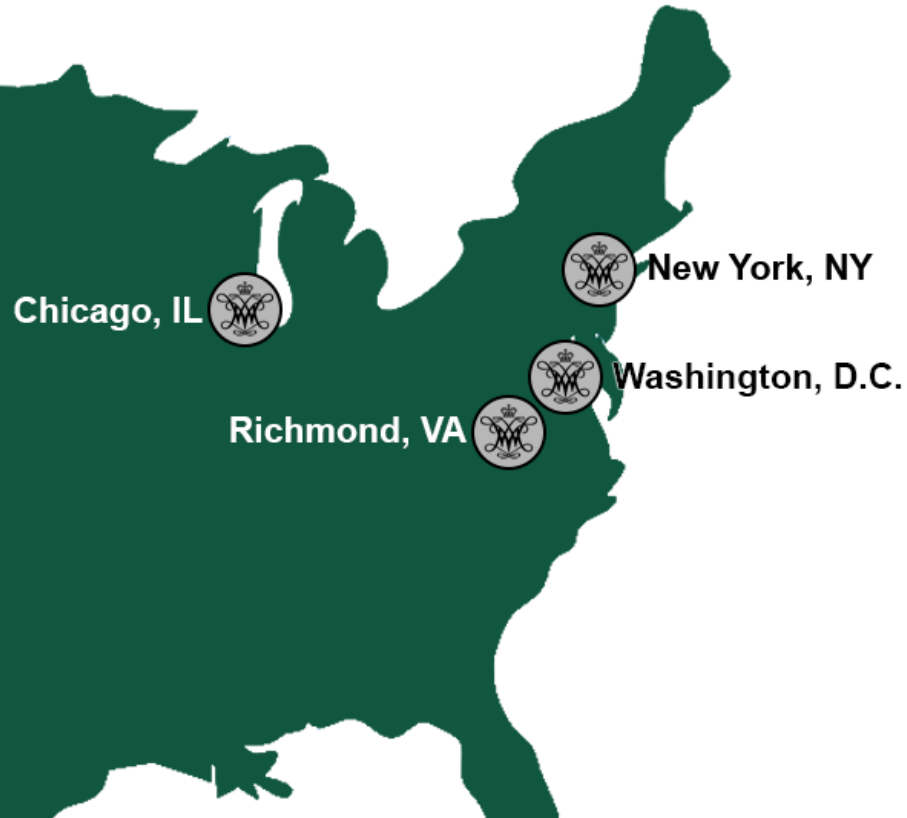 New York, NY
Chicago, IL
Washington, D.C.
Richmond, VA